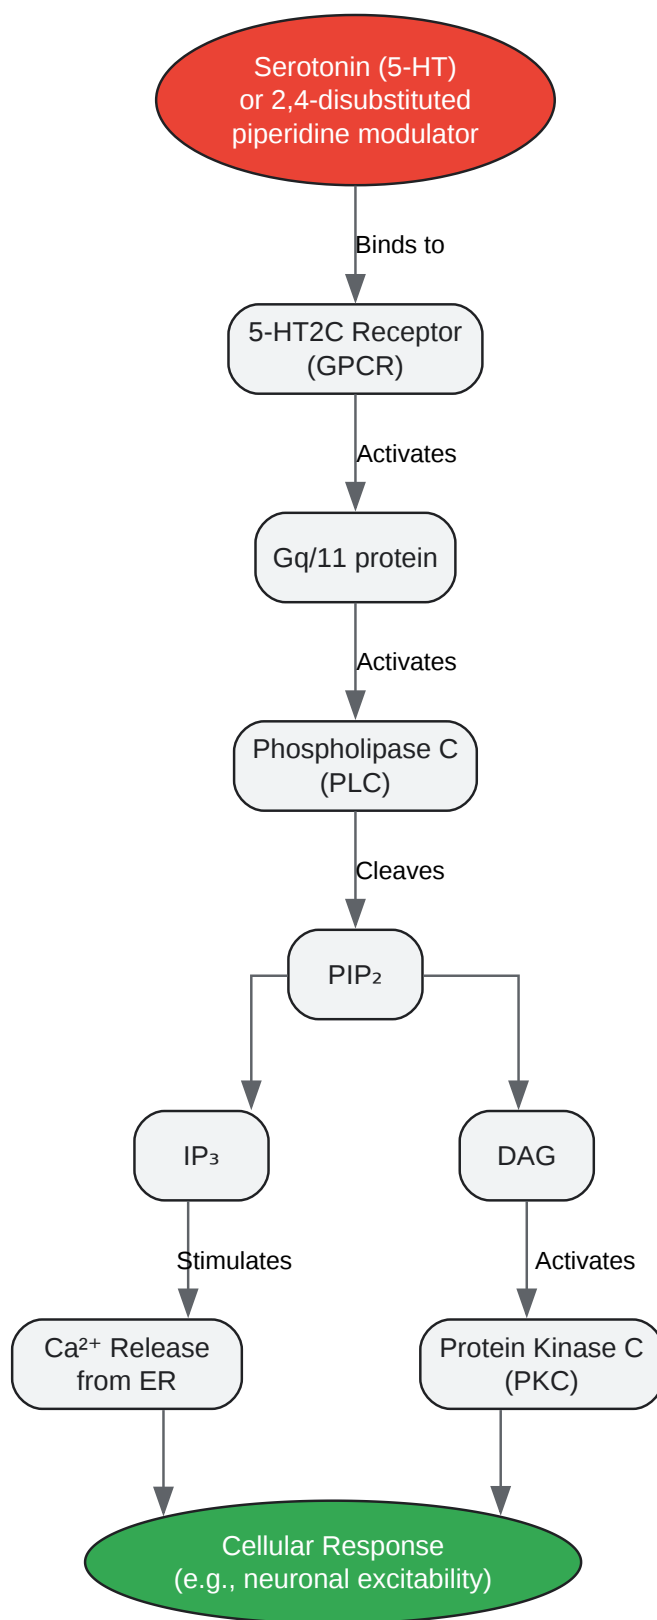 Serotonin (5-HT)
or 2,4-disubstituted
piperidine modulator
Binds to
5-HT2C Receptor
(GPCR)
Activates
Gq/11 protein
Activates
Phospholipase C
(PLC)
Cleaves
PIP₂
IP₃
DAG
Stimulates
Activates
Ca²⁺ Release
from ER
Protein Kinase C
(PKC)
Cellular Response
(e.g., neuronal excitability)